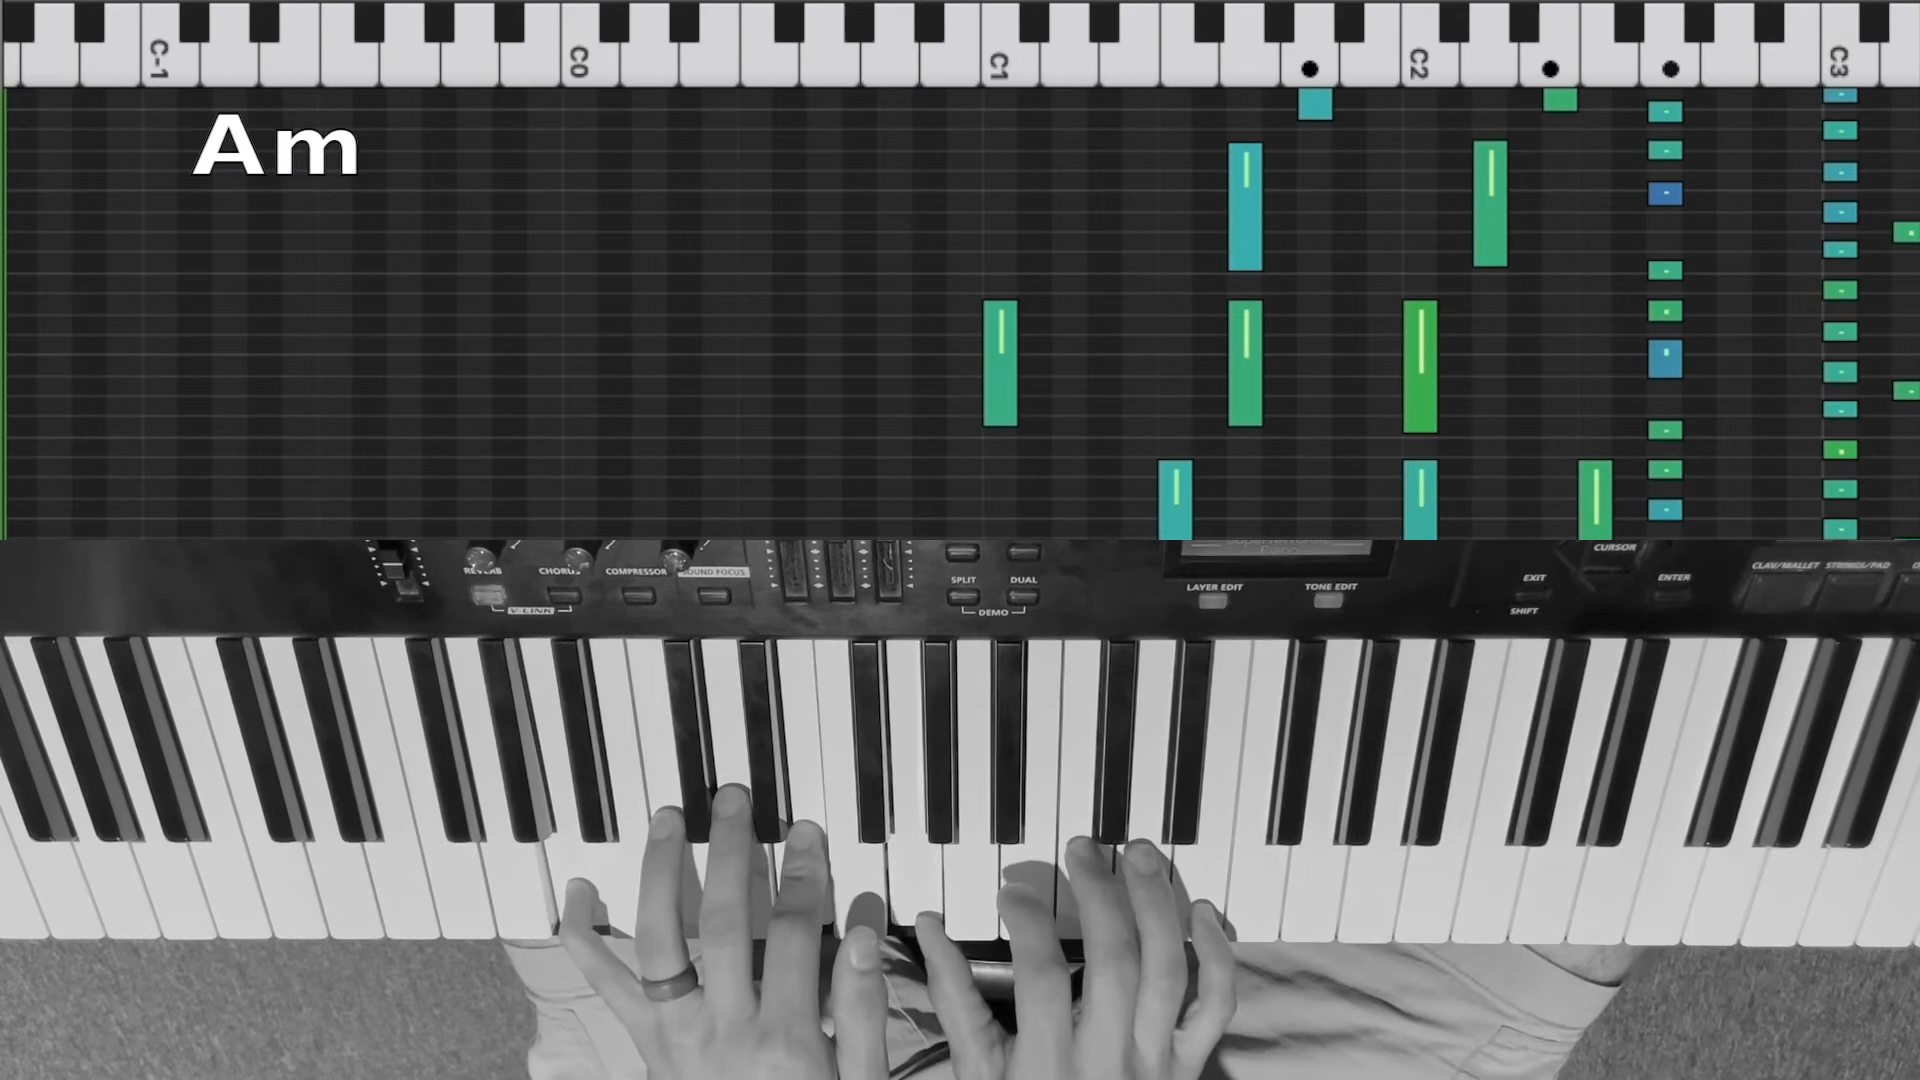 C-1
C0
C1
C2
C3
Am
CURSOR
REVERB
CHORUS
COMPRESSOR
SOUND FOCUS
SPLIT
DUAL
LAYER EDIT
TONE EDIT
EXIT
ENTER
CLAV/MALLET
STRINGS/PAD
V-LINK
DEMO
SHIFT